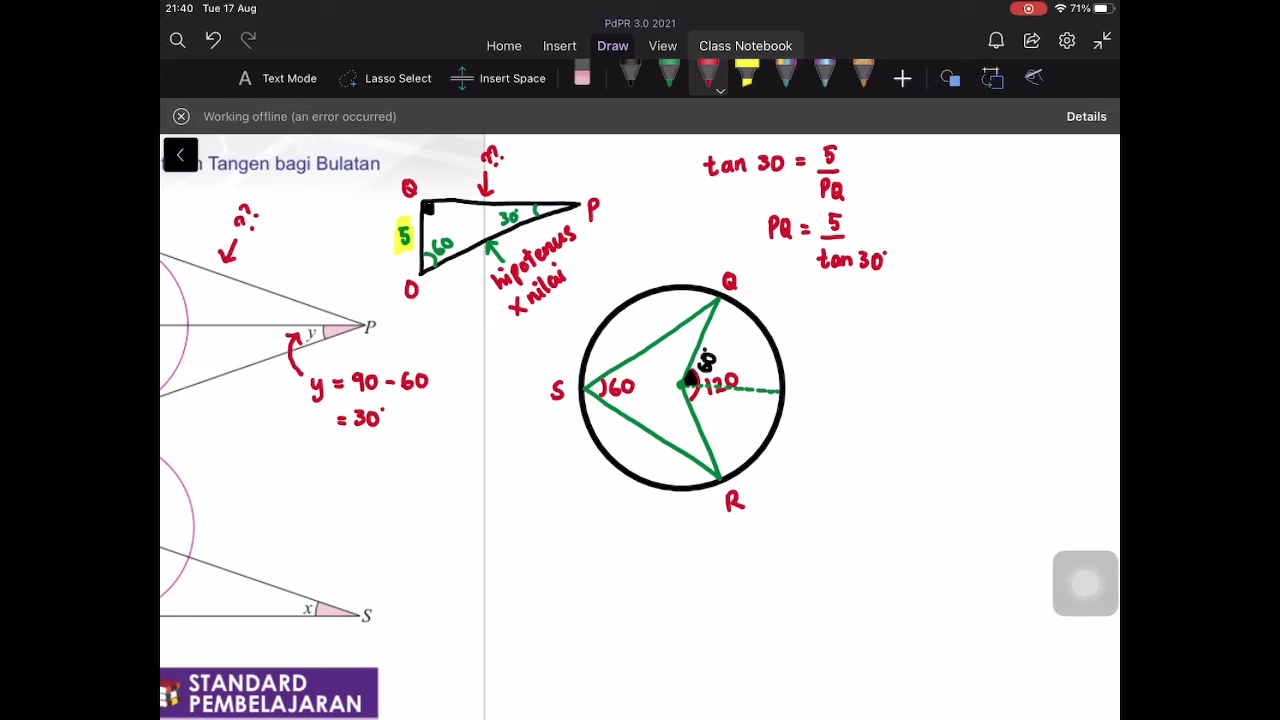 21:40 Tue 17 Aug
71%
PdPR 3.0 2021
Home Insert Draw View Class Notebook
A Text Mode Lasso Select Insert Space
Working offline (an error occurred) Details
Tangen bagi Bulatan
??
Q
??
P
5
60
30°
O
hipotenus
x nilai
tan 30 = 5/PQ
PQ = 5/tan 30°
y
P
y = 90 - 60
= 30°
Q
60°
S
60
120
R
x
S
STANDARD
PEMBELAJARAN